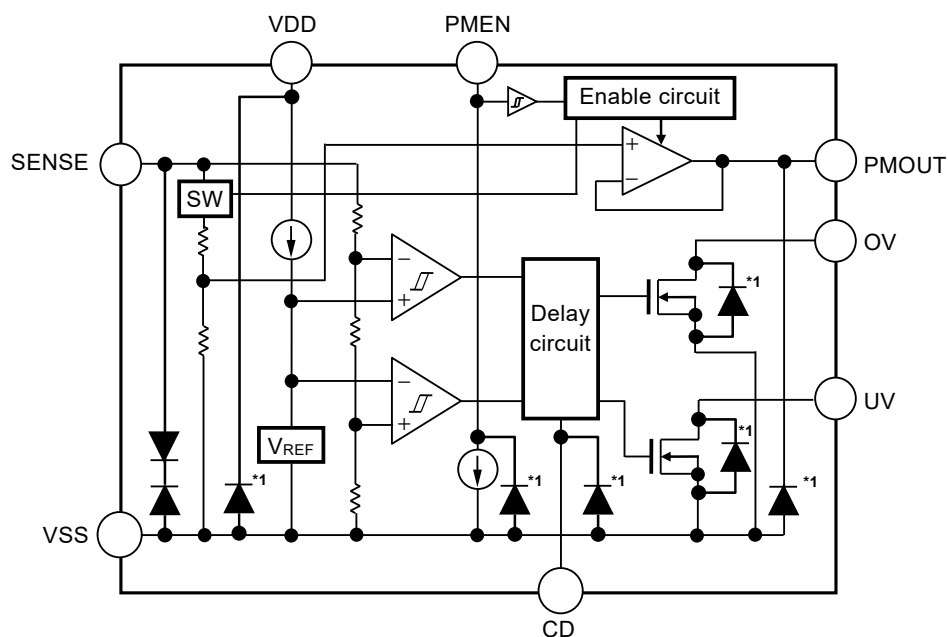 VDD
PMEN
Enable circuit
SENSE
+
−
PMOUT
SW
OV
−
+
*1
Delay
circuit
−
+
UV
*1
VREF
*1
*1
*1
*1
VSS
CD